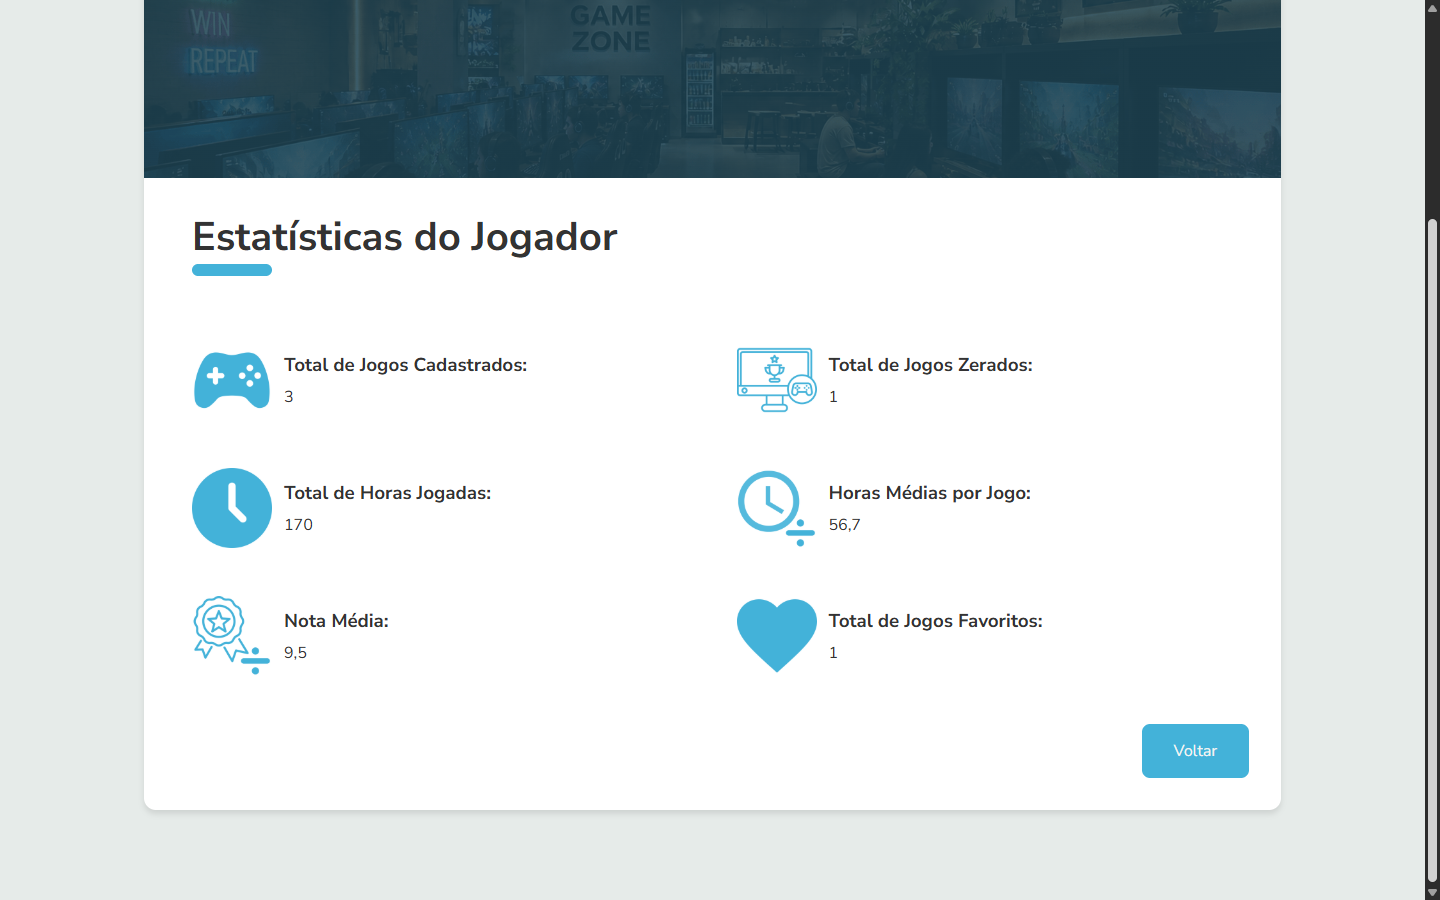 WIN
REPEAT
GAME
ZONE
Estatísticas do Jogador
Total de Jogos Cadastrados:
3
Total de Jogos Zerados:
1
Total de Horas Jogadas:
170
Horas Médias por Jogo:
56,7
Nota Média:
9,5
Total de Jogos Favoritos:
1
Voltar